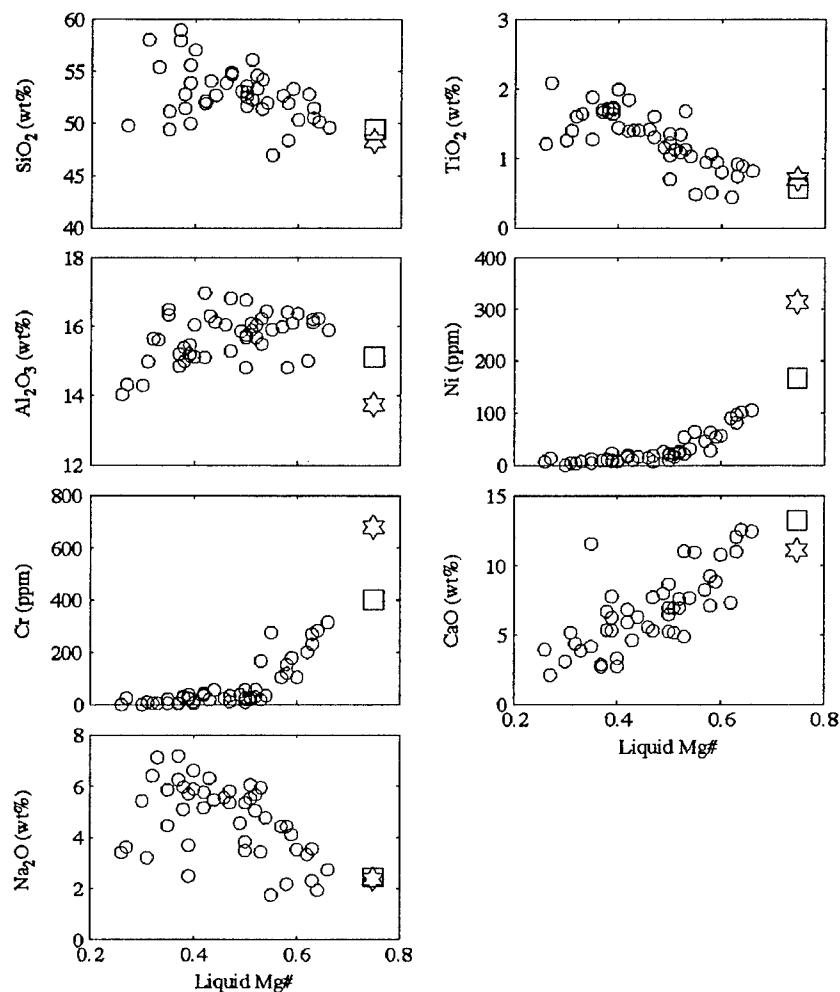 60
55
50
45
40
SiO2 (wt%)
3
2
1
0
TiO2 (wt%)
18
16
14
12
Al2O3 (wt%)
400
300
200
100
0
Ni (ppm)
800
600
400
200
0
Cr (ppm)
15
10
5
0
CaO (wt%)
0.2 0.4 0.6 0.8
Liquid Mg#
8
6
4
2
0
Na2O (wt%)
0.2 0.4 0.6 0.8
Liquid Mg#